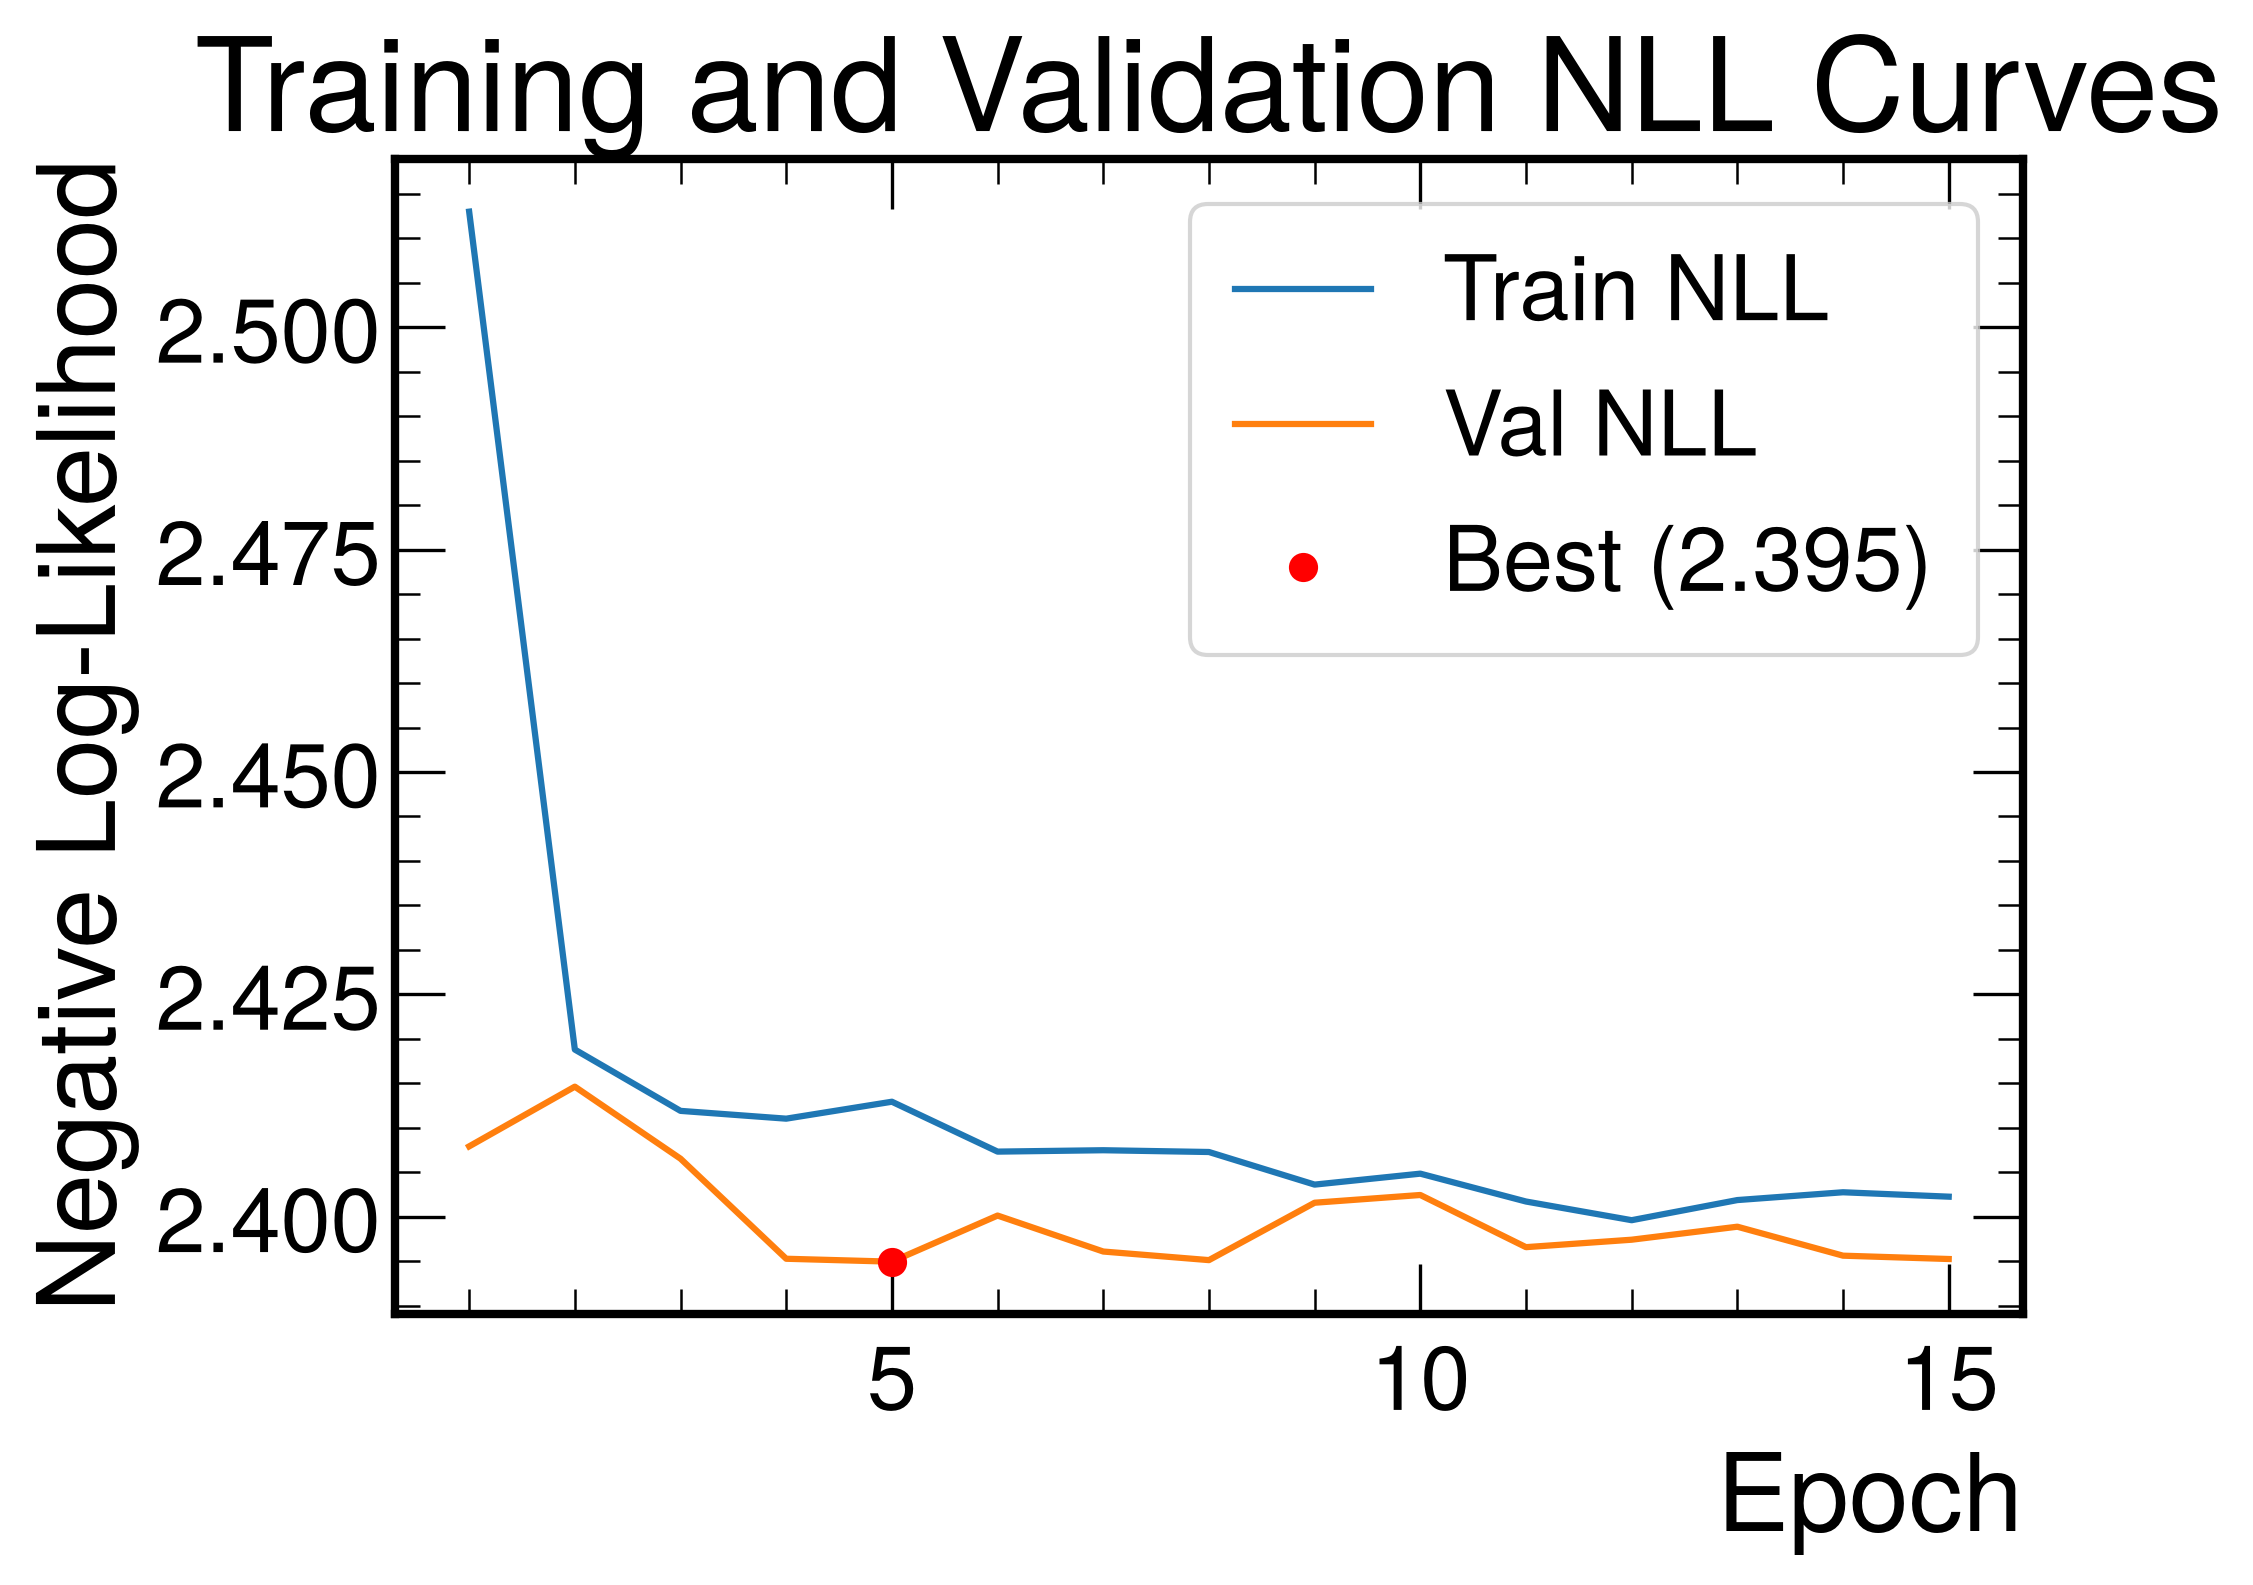 Training and Validation NLL Curves
Negative Log-Likelihood
2.500
2.475
2.450
2.425
2.400
Train NLL
Val NLL
Best (2.395)
5 10 15
Epoch